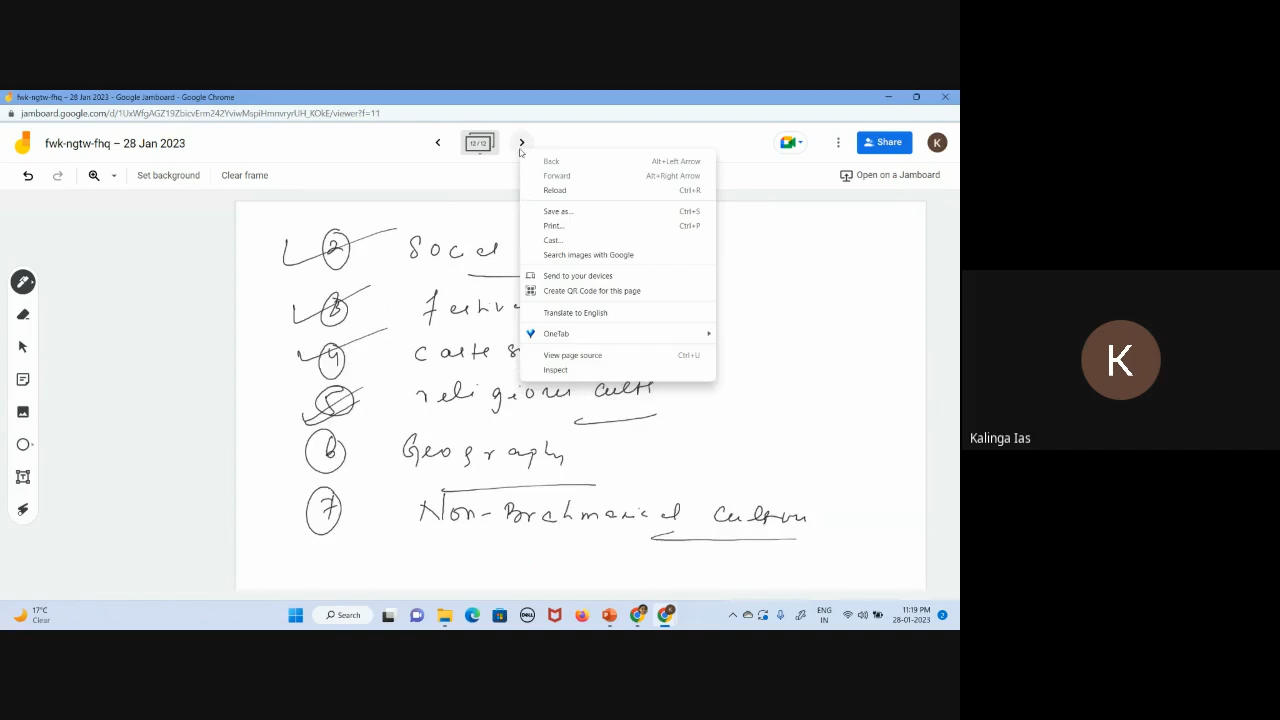 fwk-ngtw-fhq – 28 Jan 2023 - Google Jamboard - Google Chrome
jamboard.google.com/d/1UxWfgAGZ19ZbicvErm242YviwMspiHmnvryrUH_KOkE/viewer?f=11
fwk-ngtw-fhq – 28 Jan 2023
12/12
Share
K
Set background
Clear frame
Open on a Jamboard
Back Alt+Left Arrow
Forward Alt+Right Arrow
Reload Ctrl+R
Save as... Ctrl+S
Print... Ctrl+P
Cast...
Search images with Google
Send to your devices
Create QR Code for this page
Translate to English
OneTab
View page source Ctrl+U
Inspect
2 Social
3
4 caste s
5 religious
6 Geography
7 Non-Brahmanical culture
K
Kalinga Ias
17°C
Clear
Search
DELL
ENG
IN
11:19 PM
28-01-2023
2